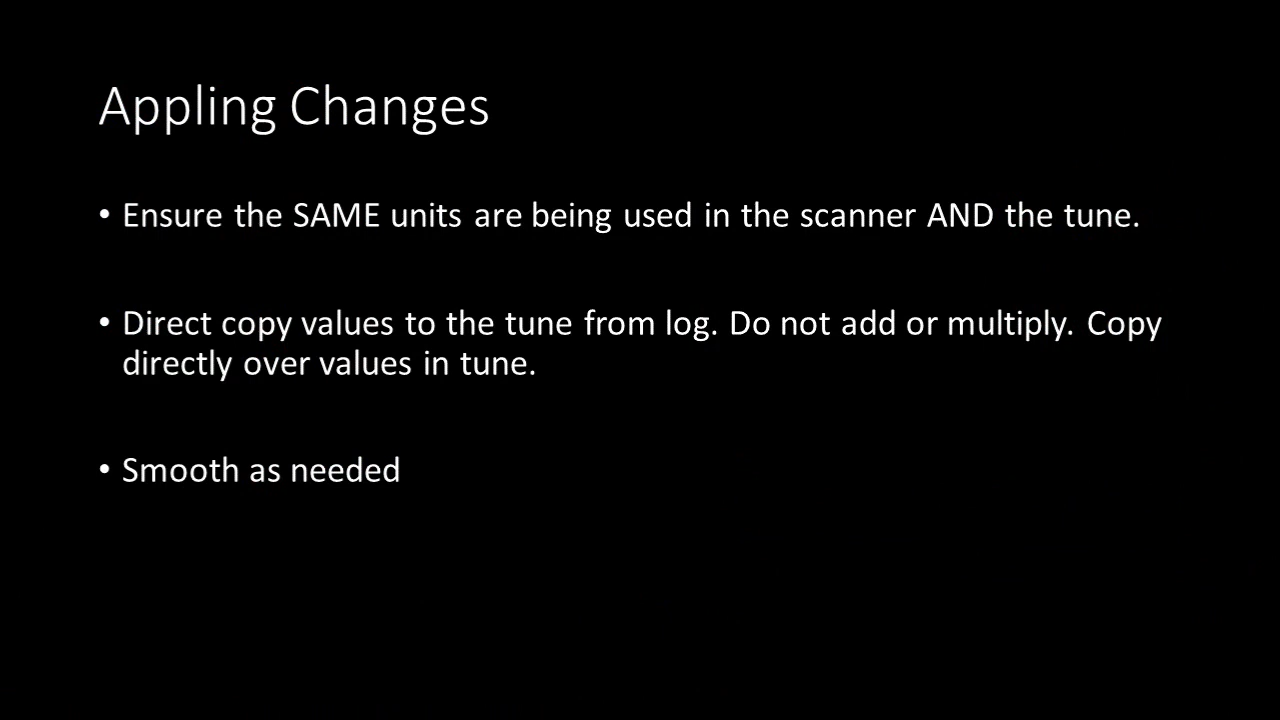 Appling Changes
• Ensure the SAME units are being used in the scanner AND the tune.
• Direct copy values to the tune from log. Do not add or multiply. Copy
directly over values in tune.
• Smooth as needed